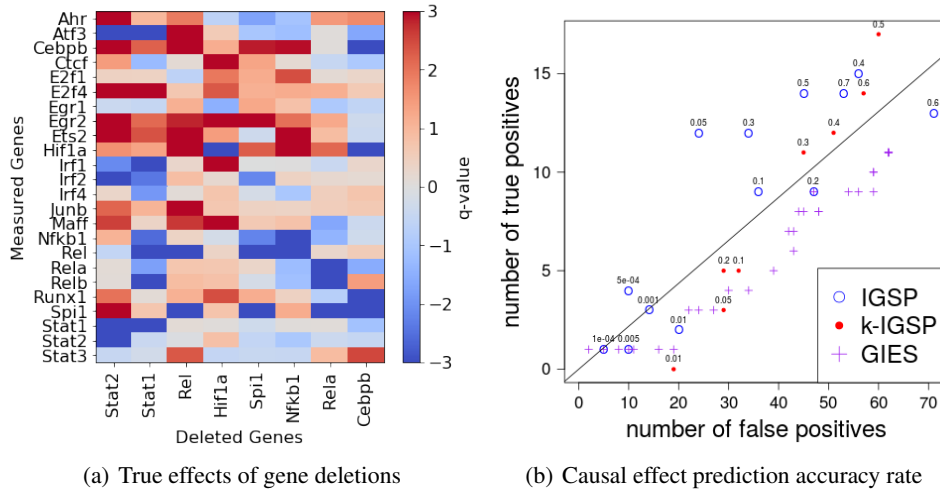 Ahr
Atf3
Cebpb
Ctcf
E2f1
E2f4
Egr1
Egr2
Ets2
Hif1a
Irf1
Irf2
Irf4
Junb
Maff
Nfkb1
Rel
Rela
Relb
Runx1
Spi1
Stat1
Stat2
Stat3
Measured Genes
Stat2
Stat1
Rel
Hif1a
Spi1
Nfkb1
Rela
Cebpb
Deleted Genes
3
2
1
0
−1
−2
−3
q-value
(a) True effects of gene deletions
number of true positives
15
10
5
0
0.5
0.4
0.5
0.7
0.6
0.6
0.05
0.3
0.4
0.3
0.1
0.2
0.2
0.1
5e-04
0.001
0.05
0.01
1e-04
0.005
0.01
IGSP
k-IGSP
GIES
0
10
20
30
40
50
60
70
number of false positives
(b) Causal effect prediction accuracy rate